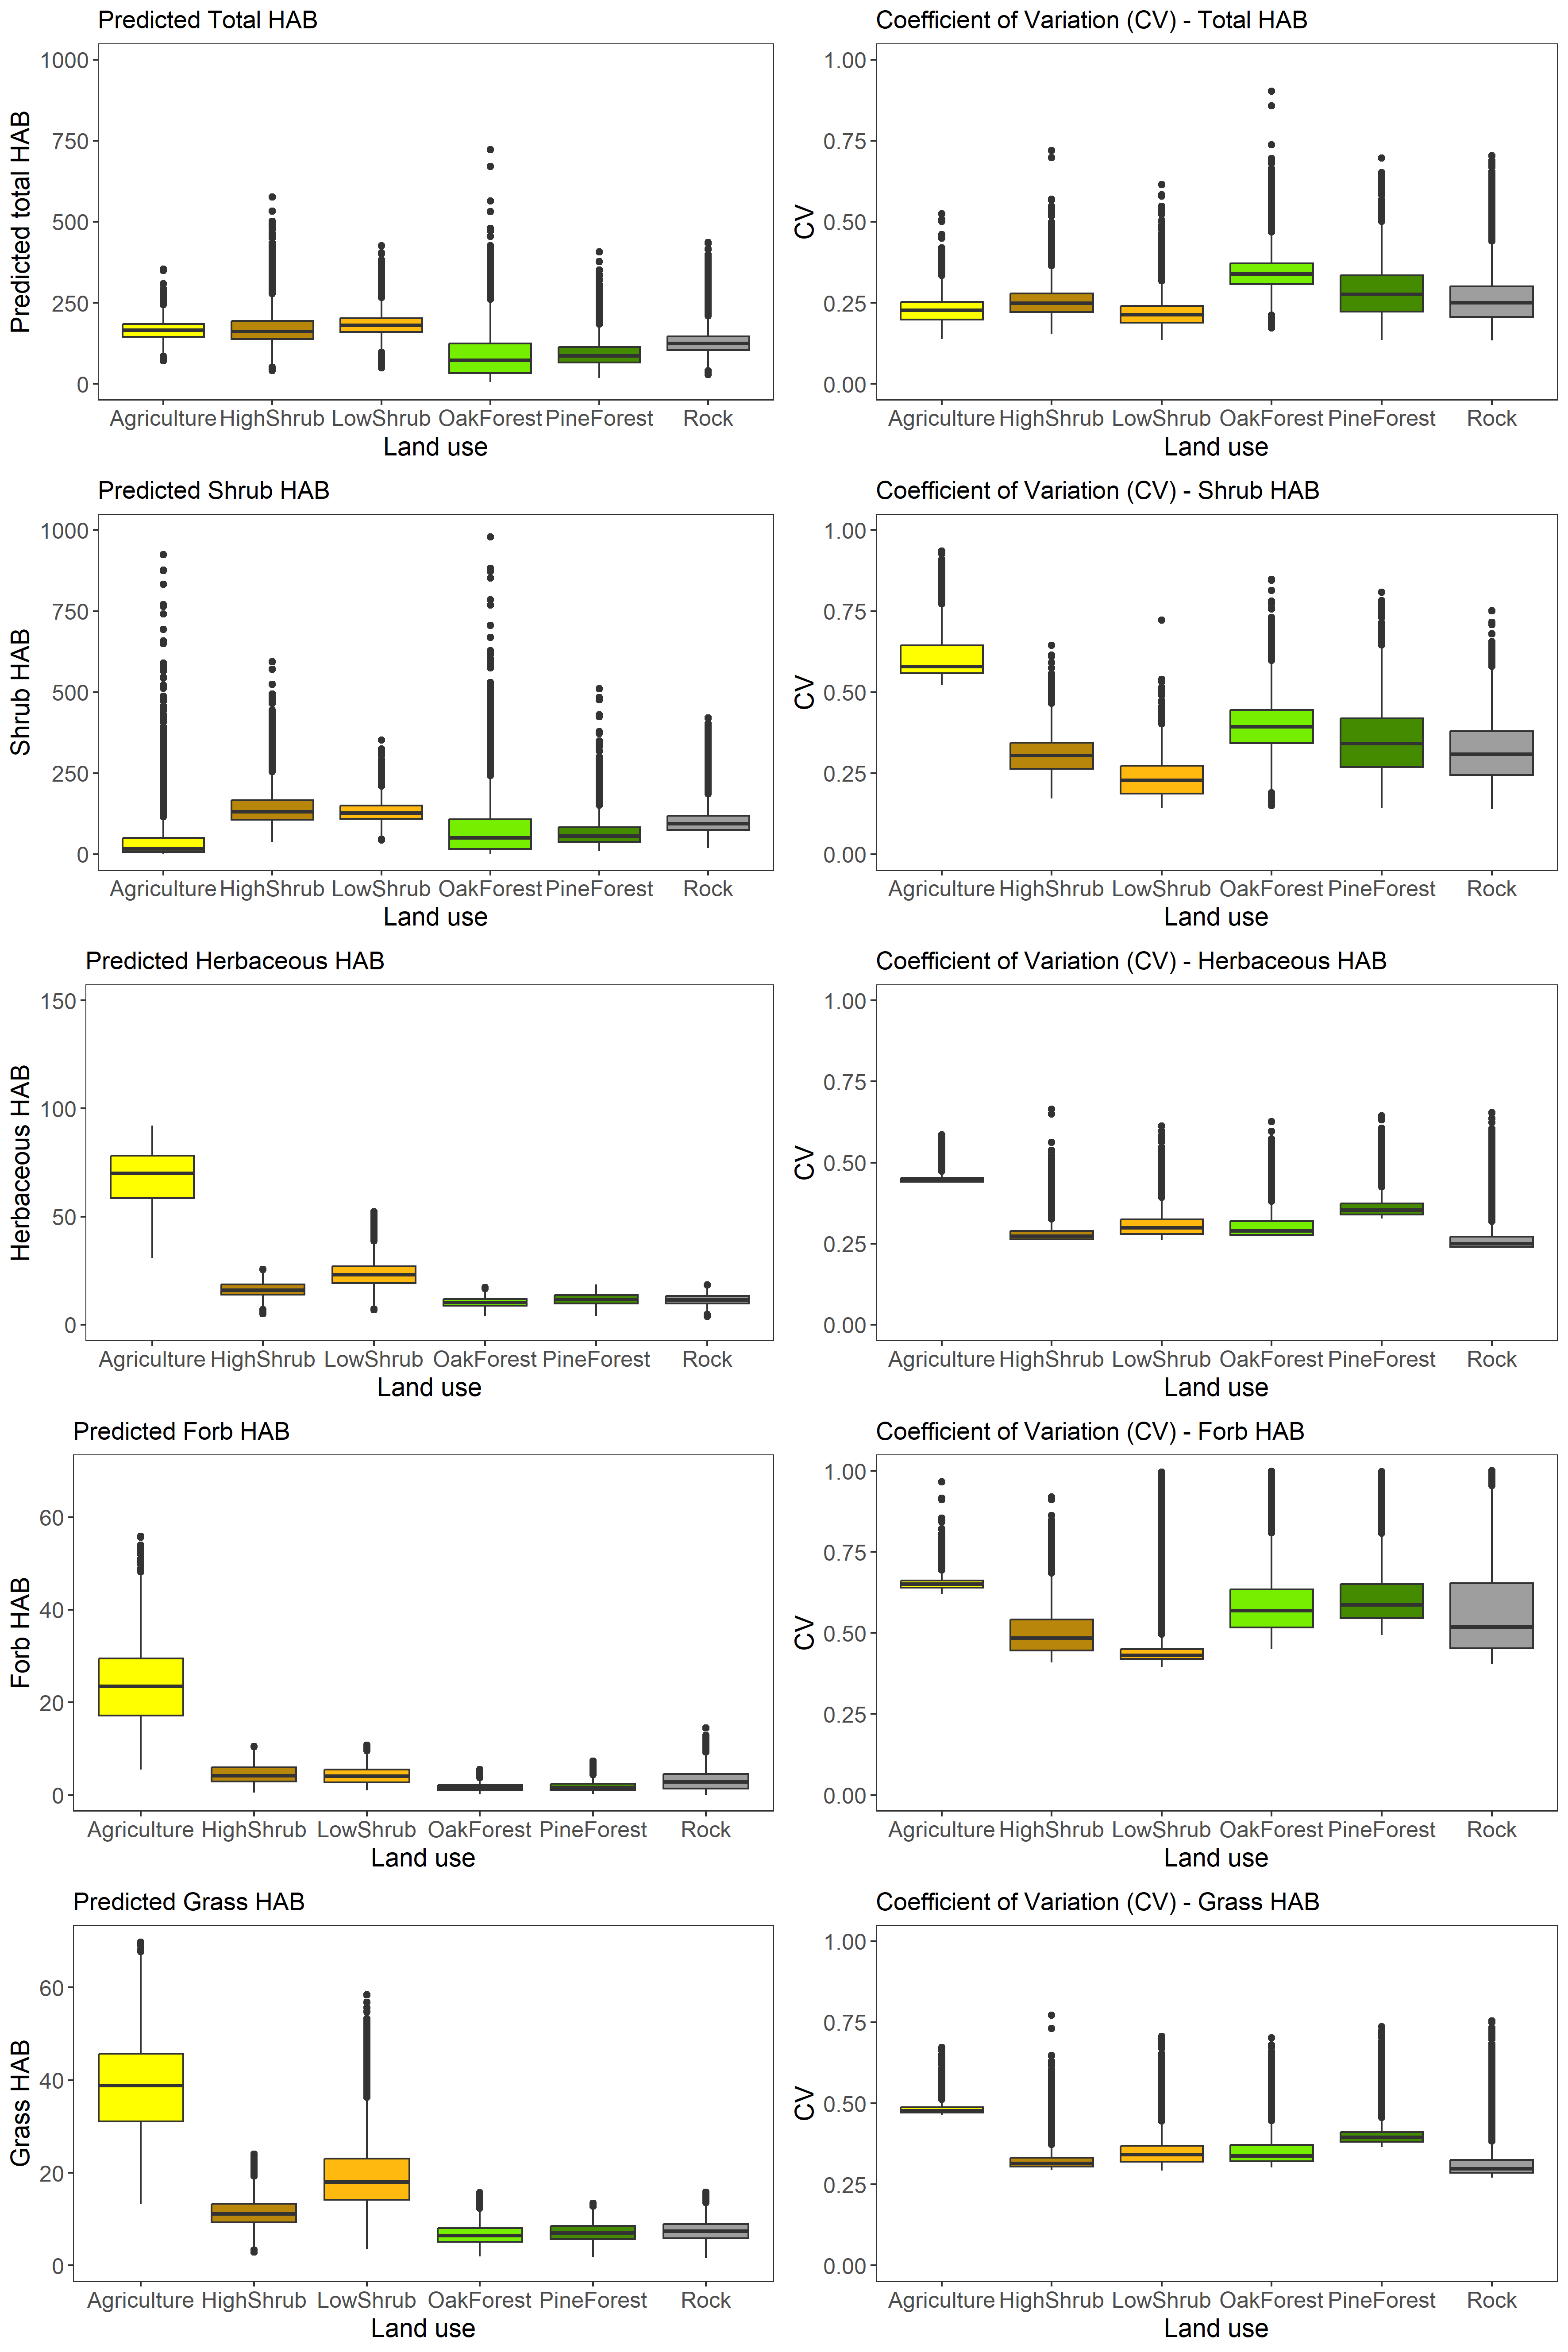 Predicted Total HAB
Predicted total HAB
1000
750
500
250
0
Agriculture HighShrub LowShrub OakForest PineForest Rock
Land use
Coefficient of Variation (CV) - Total HAB
CV
1.00
0.75
0.50
0.25
0.00
Agriculture HighShrub LowShrub OakForest PineForest Rock
Land use
Predicted Shrub HAB
Shrub HAB
1000
750
500
250
0
Agriculture HighShrub LowShrub OakForest PineForest Rock
Land use
Coefficient of Variation (CV) - Shrub HAB
CV
1.00
0.75
0.50
0.25
0.00
Agriculture HighShrub LowShrub OakForest PineForest Rock
Land use
Predicted Herbaceous HAB
Herbaceous HAB
150
100
50
0
Agriculture HighShrub LowShrub OakForest PineForest Rock
Land use
Coefficient of Variation (CV) - Herbaceous HAB
CV
1.00
0.75
0.50
0.25
0.00
Agriculture HighShrub LowShrub OakForest PineForest Rock
Land use
Predicted Forb HAB
Forb HAB
60
40
20
0
Agriculture HighShrub LowShrub OakForest PineForest Rock
Land use
Coefficient of Variation (CV) - Forb HAB
CV
1.00
0.75
0.50
0.25
0.00
Agriculture HighShrub LowShrub OakForest PineForest Rock
Land use
Predicted Grass HAB
Grass HAB
60
40
20
0
Agriculture HighShrub LowShrub OakForest PineForest Rock
Land use
Coefficient of Variation (CV) - Grass HAB
CV
1.00
0.75
0.50
0.25
0.00
Agriculture HighShrub LowShrub OakForest PineForest Rock
Land use